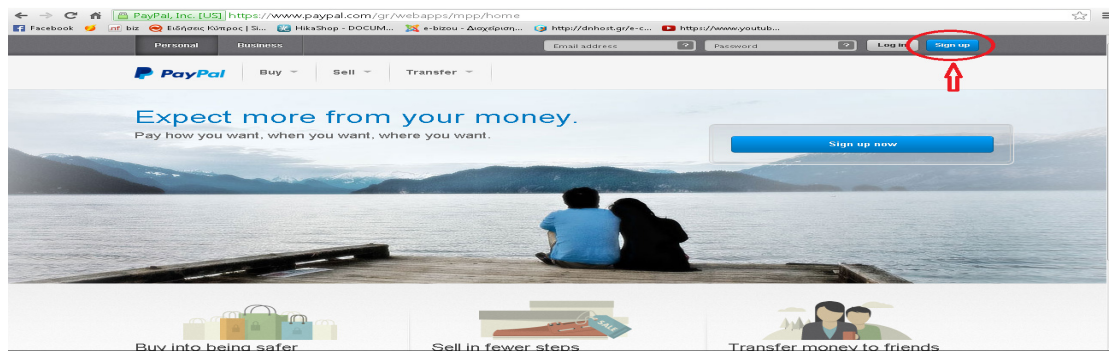 PayPal, Inc. [US] https://www.paypal.com/gr/webapps/mpp/home
Facebook biz Ειδήσεις Κύπρος | Si... HikaShop - DOCUM... e-bizou - Διαχείριση... http://dnhost.gr/e-c... https://www.youtub...
Personal Business Email address ? Password ? Log in Sign up
PayPal Buy Sell Transfer
Expect more from your money.
Pay how you want, when you want, where you want.
Sign up now
SALE
Buy into being safer Sell in fewer steps Transfer money to friends